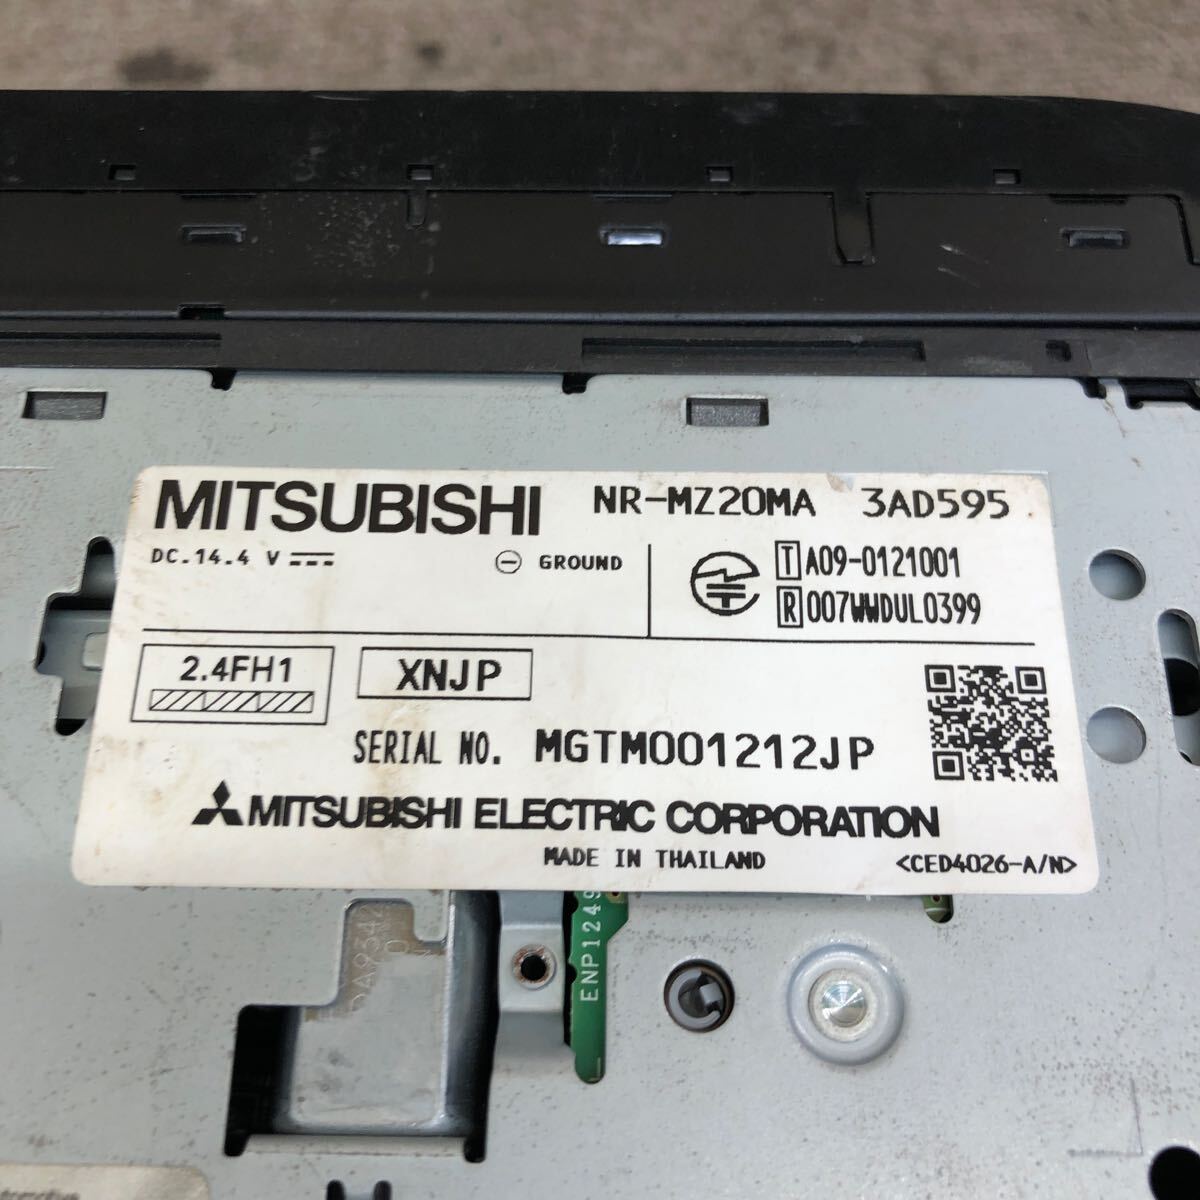 MITSUBISHI NR-MZ20MA 3AD595
DC.14.4 V GROUND
T A09-0121001
R 007WWDUL0399
2.4FH1 XNJP
SERIAL NO. MGTM001212JP
MITSUBISHI ELECTRIC CORPORATION
MADE IN THAILAND <CED4026-A/N>
ENP1249